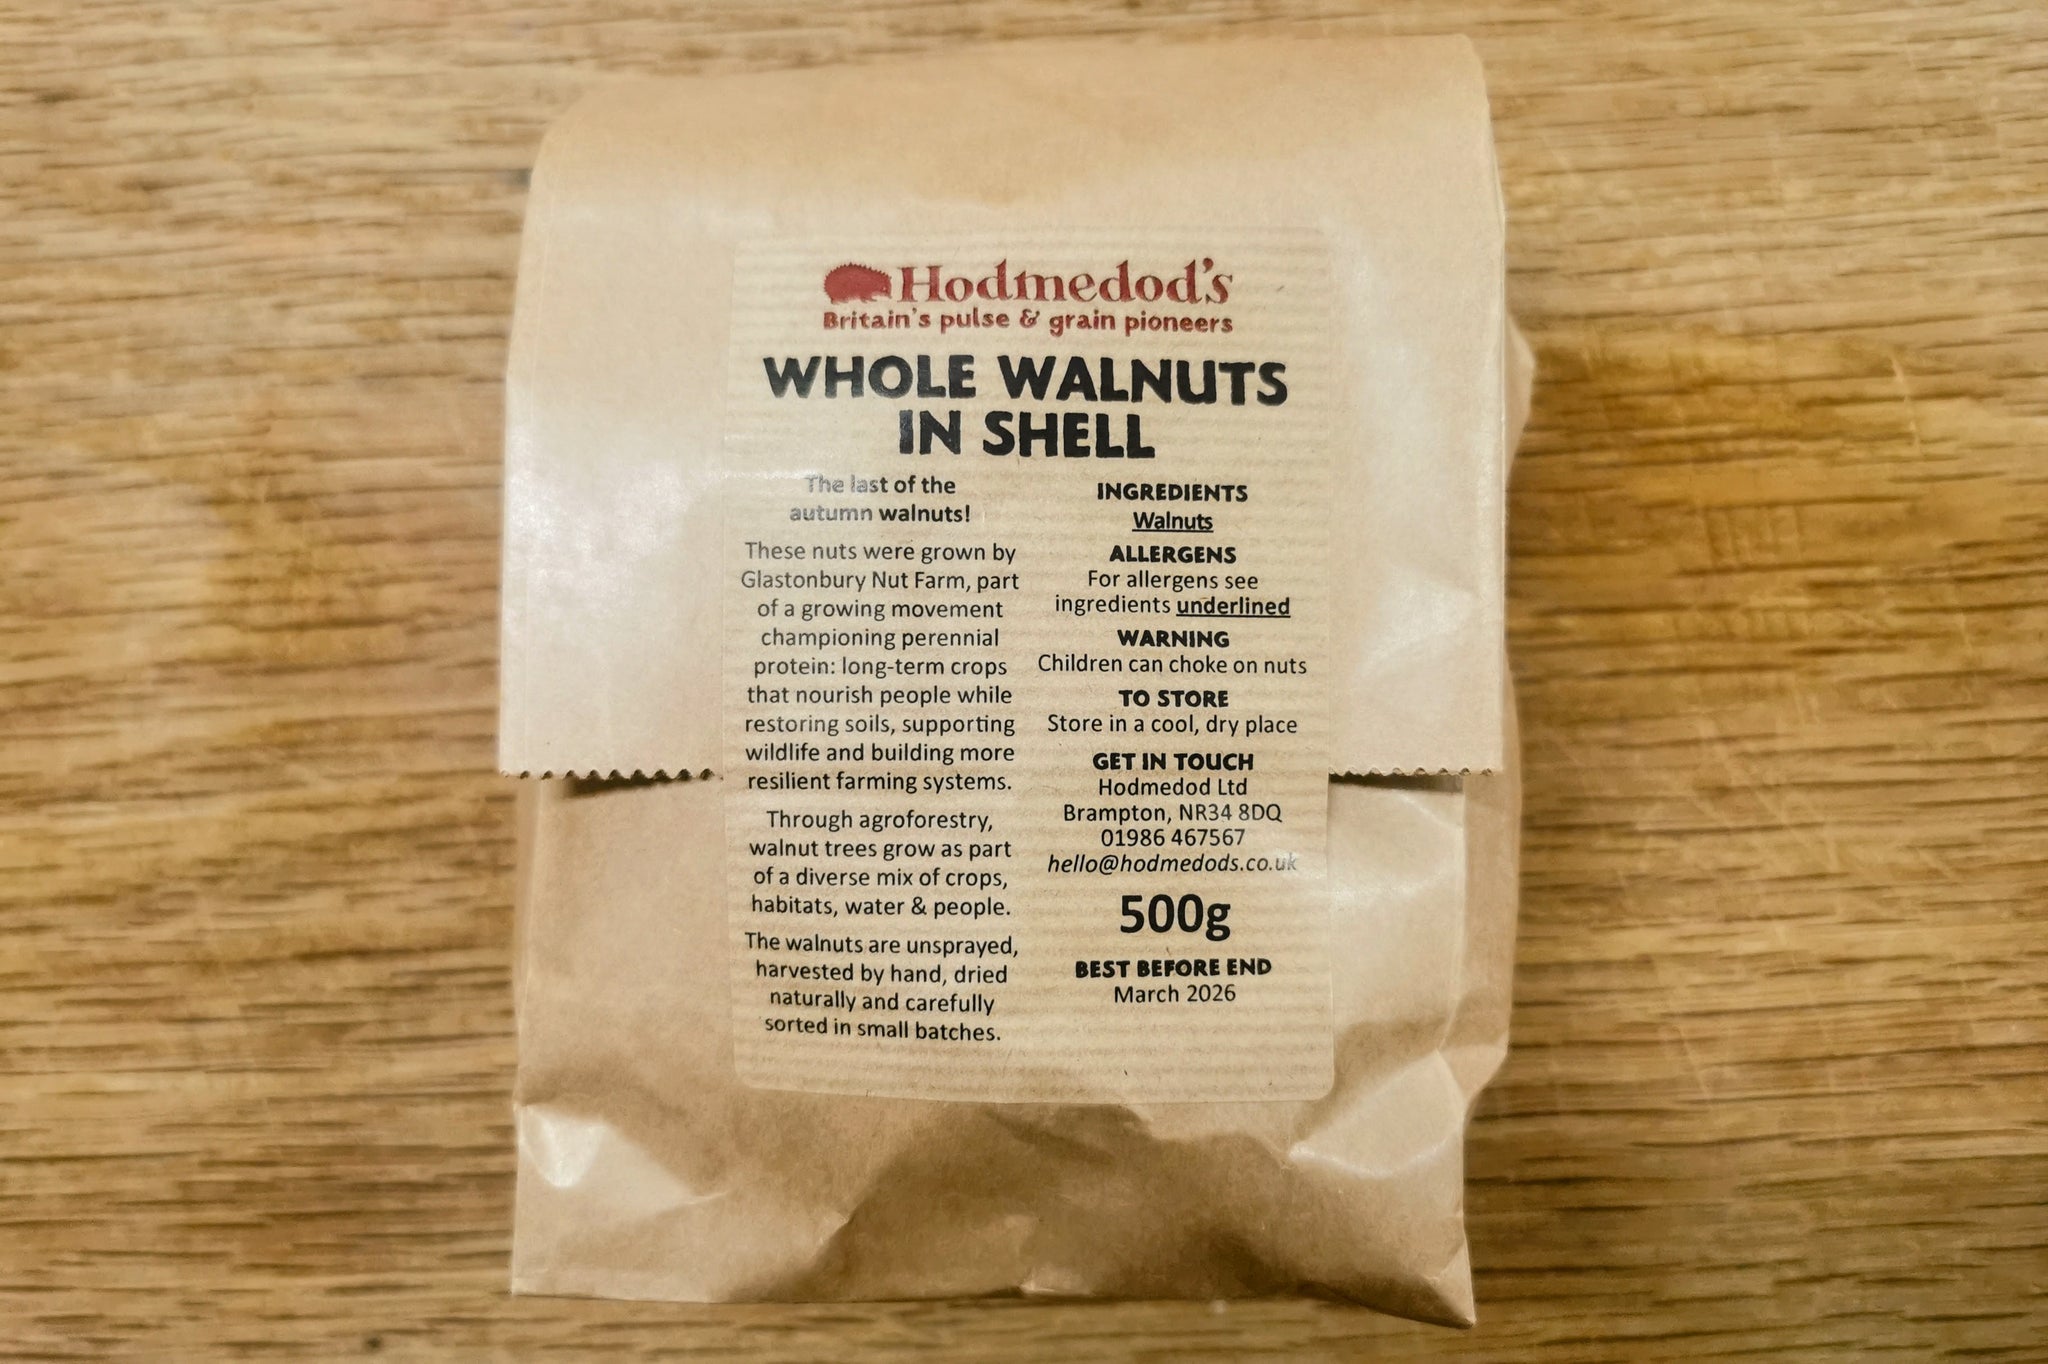 Hodmedod's
Britain's pulse & grain pioneers
WHOLE WALNUTS
IN SHELL
The last of the
autumn walnuts!
These nuts were grown by
Glastonbury Nut Farm, part
of a growing movement
championing perennial
protein: long-term crops
that nourish people while
restoring soils, supporting
wildlife and building more
resilient farming systems.
Through agroforestry,
walnut trees grow as part
of a diverse mix of crops,
habitats, water & people.
The walnuts are unsprayed,
harvested by hand, dried
naturally and carefully
sorted in small batches.
INGREDIENTS
Walnuts
ALLERGENS
For allergens see
ingredients underlined
WARNING
Children can choke on nuts
TO STORE
Store in a cool, dry place
GET IN TOUCH
Hodmedod Ltd
Brampton, NR34 8DQ
01986 467567
hello@hodmedods.co.uk
500g
BEST BEFORE END
March 2026